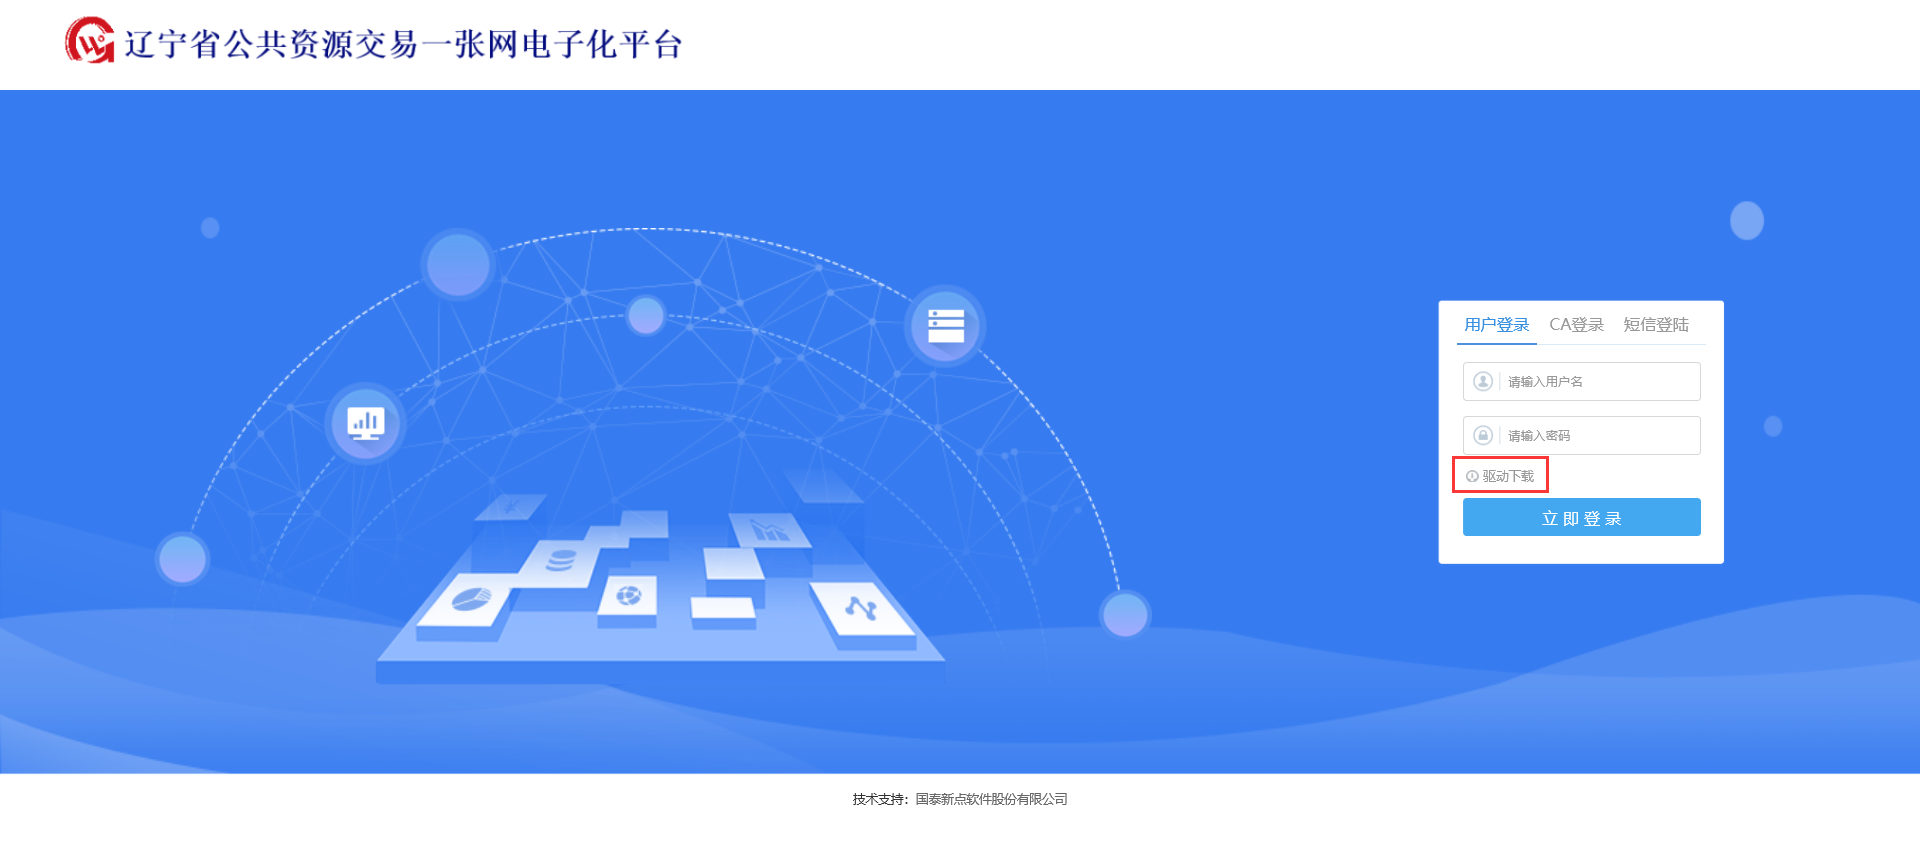 辽宁省公共资源交易一张网电子化平台
用户登录 CA登录 短信登陆
请输入用户名
请输入密码
驱动下载
立即登录
技术支持：国泰新点软件股份有限公司